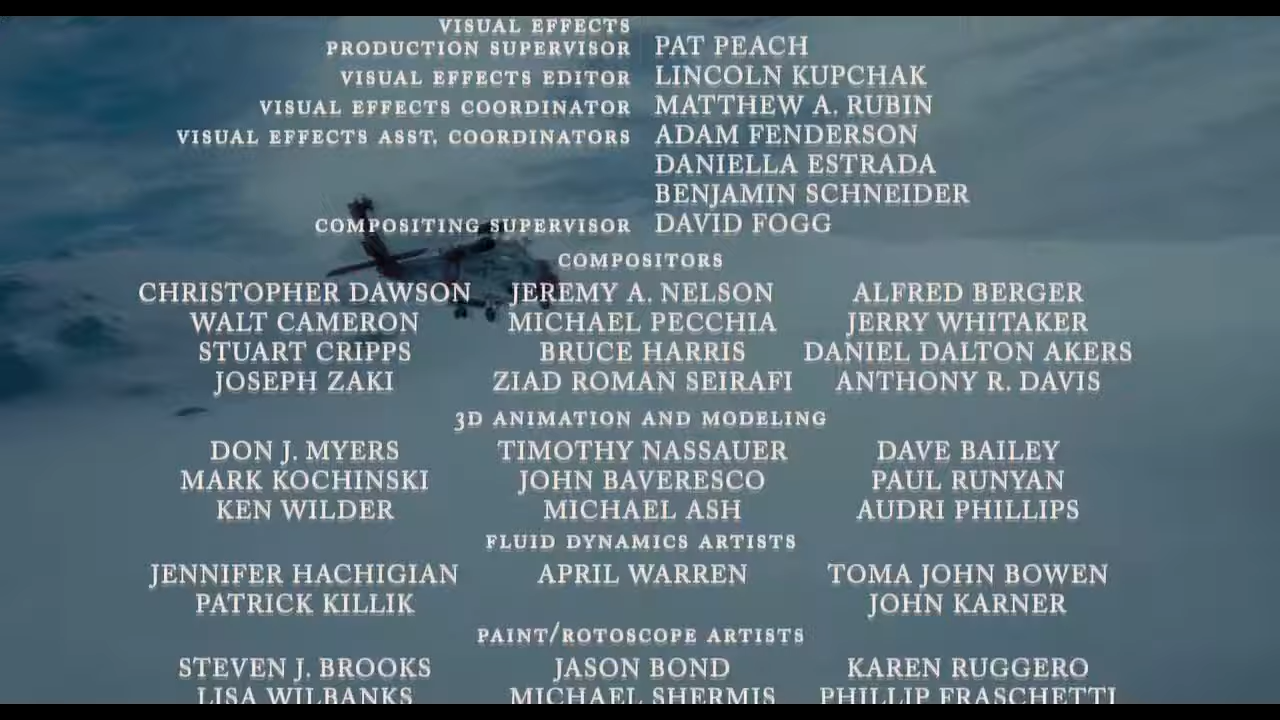 VISUAL EFFECTS
PRODUCTION SUPERVISOR PAT PEACH
VISUAL EFFECTS EDITOR LINCOLN KUPCHAK
VISUAL EFFECTS COORDINATOR MATTHEW A. RUBIN
VISUAL EFFECTS ASST. COORDINATORS ADAM FENDERSON
DANIELLA ESTRADA
BENJAMIN SCHNEIDER
COMPOSITING SUPERVISOR DAVID FOGG
COMPOSITORS
CHRISTOPHER DAWSON JEREMY A. NELSON ALFRED BERGER
WALT CAMERON MICHAEL PECCHIA JERRY WHITAKER
STUART CRIPPS BRUCE HARRIS DANIEL DALTON AKERS
JOSEPH ZAKI ZIAD ROMAN SEIRAFI ANTHONY R. DAVIS
3D ANIMATION AND MODELING
DON J. MYERS TIMOTHY NASSAUER DAVE BAILEY
MARK KOCHINSKI JOHN BAVERESCO PAUL RUNYAN
KEN WILDER MICHAEL ASH AUDRI PHILLIPS
FLUID DYNAMICS ARTISTS
JENNIFER HACHIGIAN APRIL WARREN TOMA JOHN BOWEN
PATRICK KILLIK JOHN KARNER
PAINT/ROTOSCOPE ARTISTS
STEVEN J. BROOKS JASON BOND KAREN RUGGERO
LISA WILBANKS MICHAEL SHERMIS PHILLIP FRASCHETTI